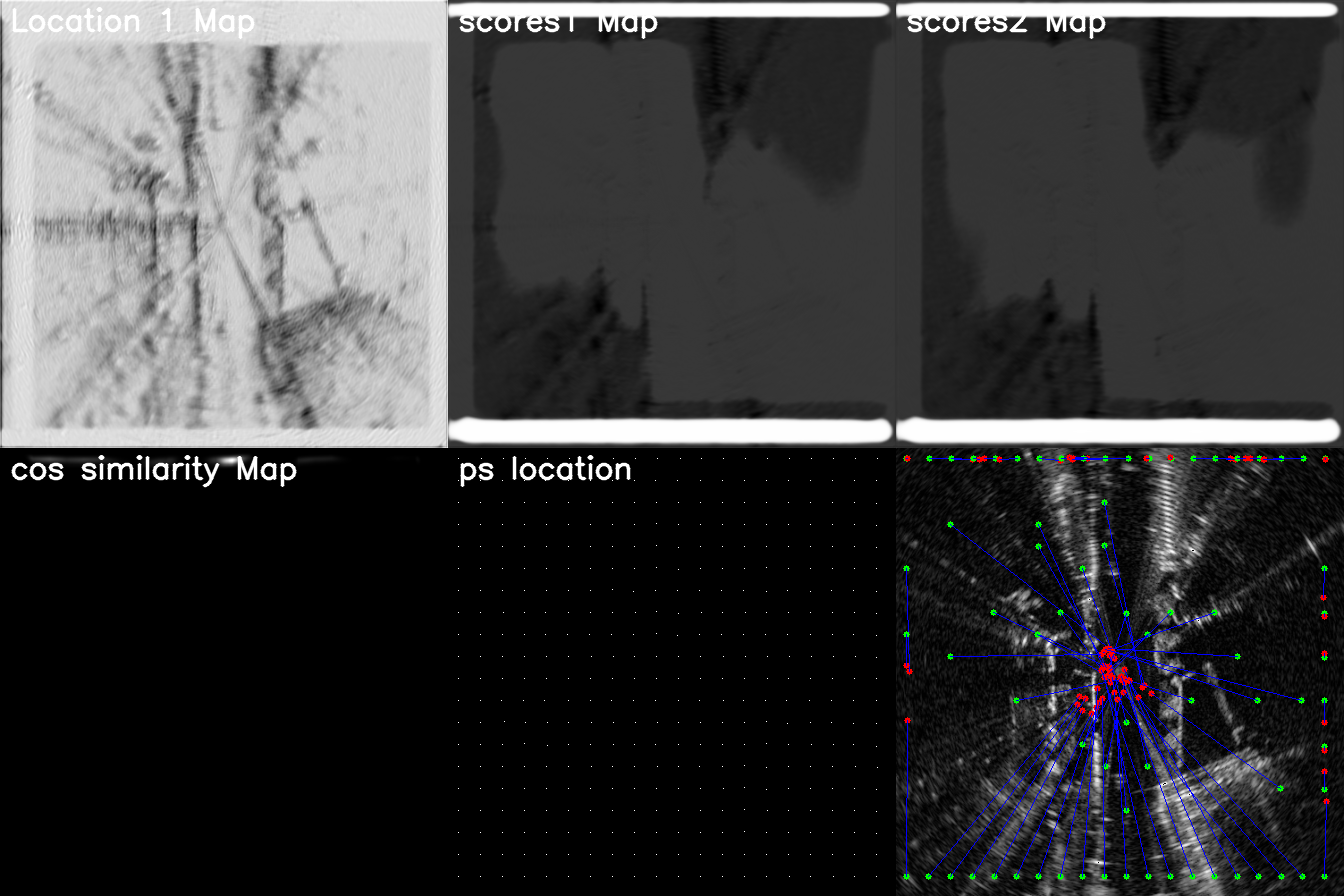 Location 1 Map
scores1 Map
scores2 Map
cos similarity Map
ps location